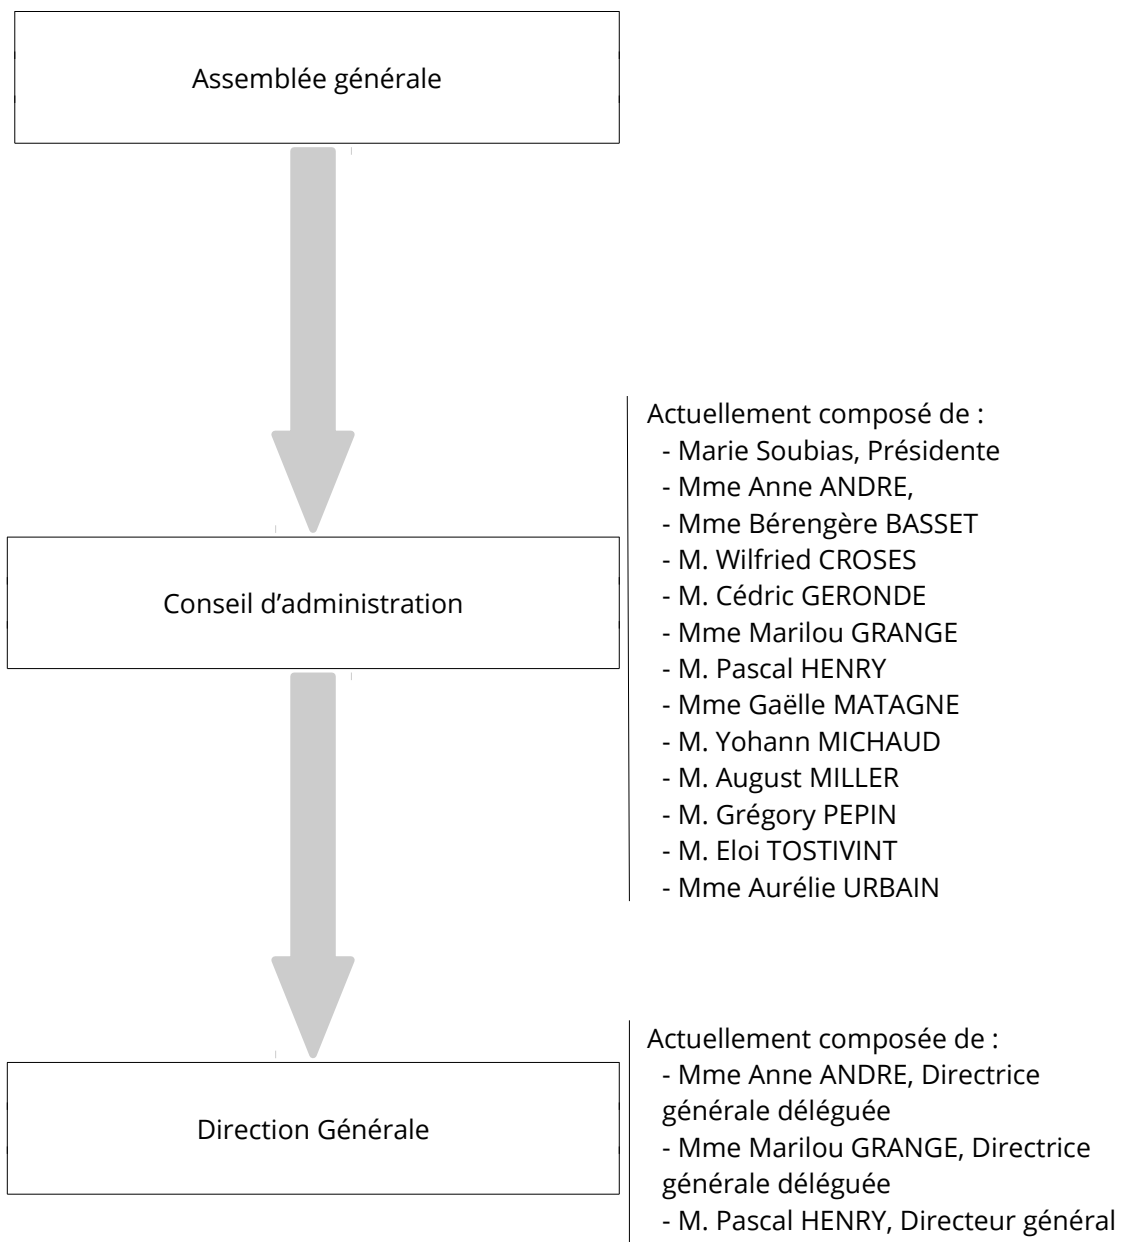 Assemblée générale
Actuellement composé de :
- Marie Soubias, Présidente
- Mme Anne ANDRE,
- Mme Bérengère BASSET
- M. Wilfried CROSES
- M. Cédric GERONDE
- Mme Marilou GRANGE
- M. Pascal HENRY
- Mme Gaëlle MATAGNE
- M. Yohann MICHAUD
- M. August MILLER
- M. Grégory PEPIN
- M. Eloi TOSTIVINT
- Mme Aurélie URBAIN
Conseil d’administration
Actuellement composée de :
- Mme Anne ANDRE, Directrice
générale déléguée
- Mme Marilou GRANGE, Directrice
générale déléguée
- M. Pascal HENRY, Directeur général
Direction Générale